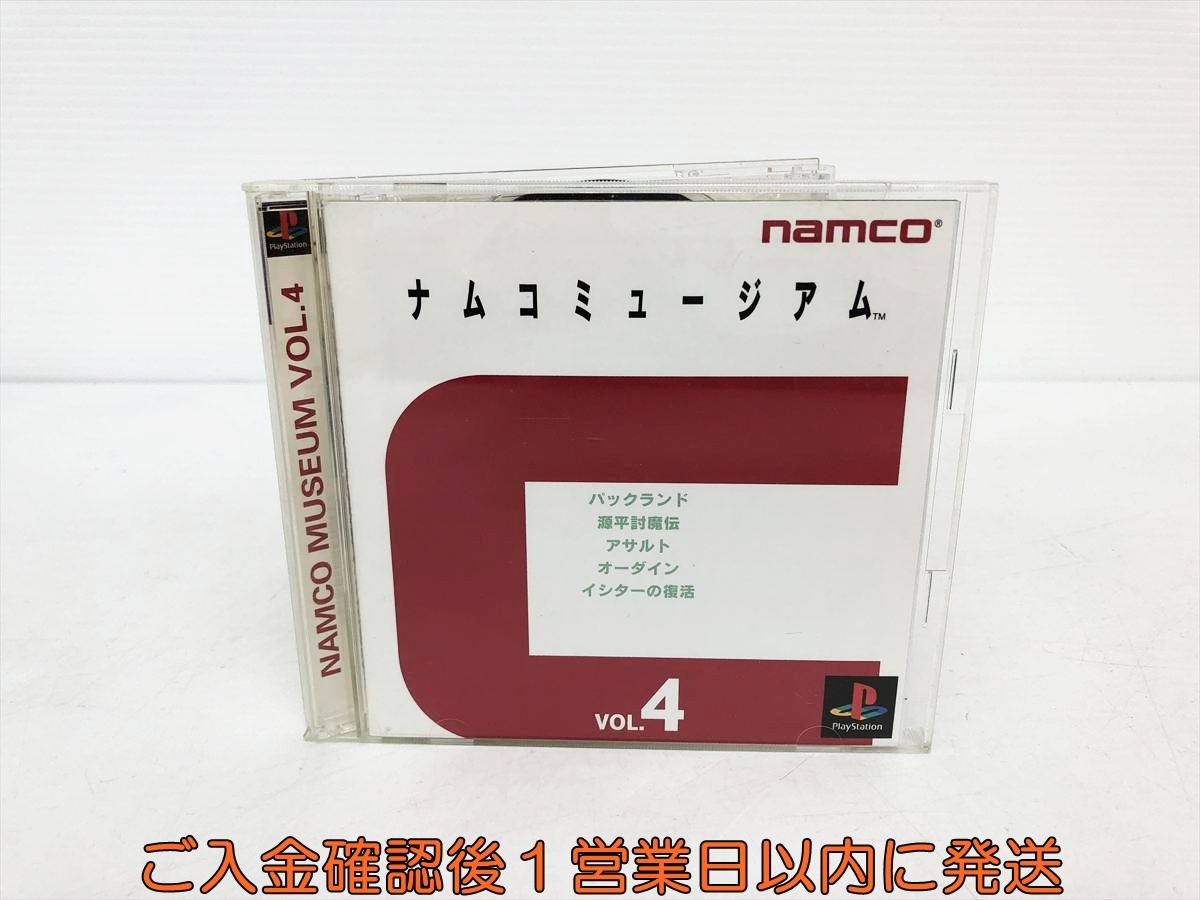 namco®
ナムコミュージアム™
PlayStation
NAMCO MUSEUM VOL.4
パックランド
源平討魔伝
アサルト
オーダイン
イシターの復活
VOL.4
PlayStation
ご入金確認後１営業日以内に発送